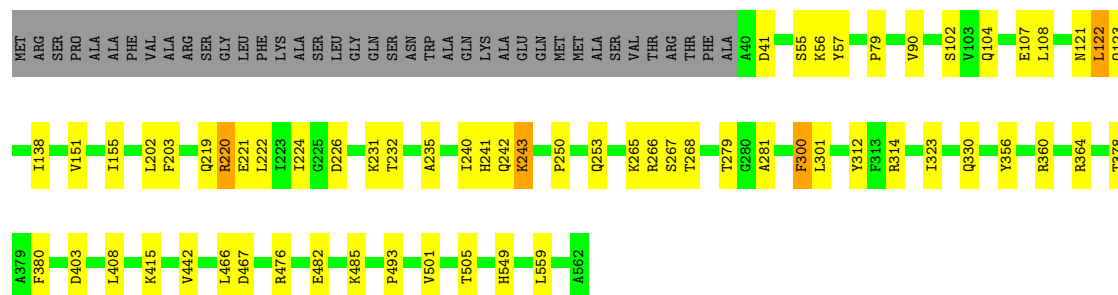 MET ARG SER PRO ALA ALA PHE VAL ALA ARG SER GLY LEU PHE LYS ALA SER LEU GLY GLN SER ASN TRP ALA GLN LYS ALA GLU GLN MET MET ALA SER VAL THR ARG THR PHE ALA A40 D41 S55 K56 Y57 P79 V90 S102 V103 Q104 E107 L108 N121 L122 Q123
I138 V151 I155 L202 F203 Q219 R220 E221 L222 I223 I224 G225 D226 K231 T232 A235 I240 H241 Q242 K243 P250 Q253 K265 R266 S267 T268 T279 G280 A281 F300 L301 Y312 F313 R314 I323 Q330 Y356 R360 R364 T378
A379 F380 D403 L408 K415 V442 L466 D467 R476 E482 K485 P493 V501 T505 H549 L559 A562